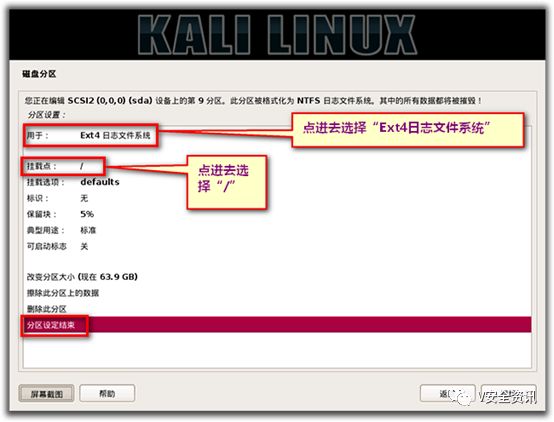 KALI LINUX
磁盘分区
您正在编辑 SCSI2 (0,0,0) (sda) 设备上的第 9 分区。此分区被格式化为 NTFS 日志文件系统。其中的所有数据都将被摧毁！
分区设置：
用于： Ext4 日志文件系统
点进去选择“Ext4日志文件系统”
挂载点： /
点进去选
择“/”
挂载选项： defaults
标识： 无
保留块： 5%
典型用途： 标准
可启动标志 关
改变分区大小 (现在 63.9 GB)
擦除此分区上的数据
删除此分区
分区设定结束
屏幕截图 帮助
V安全资讯